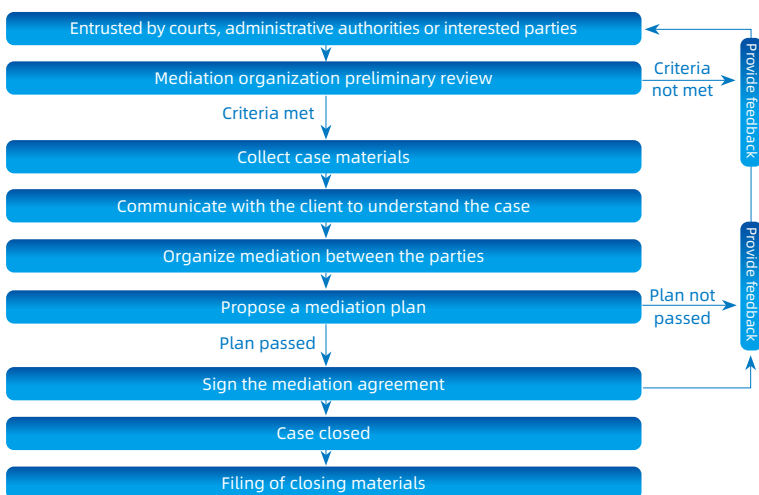 Entrusted by courts, administrative authorities or interested parties
Mediation organization preliminary review
Criteria
not met
Provide feedback
Criteria met
Collect case materials
Communicate with the client to understand the case
Organize mediation between the parties
Propose a mediation plan
Plan not
passed
Provide feedback
Plan passed
Sign the mediation agreement
Case closed
Filing of closing materials